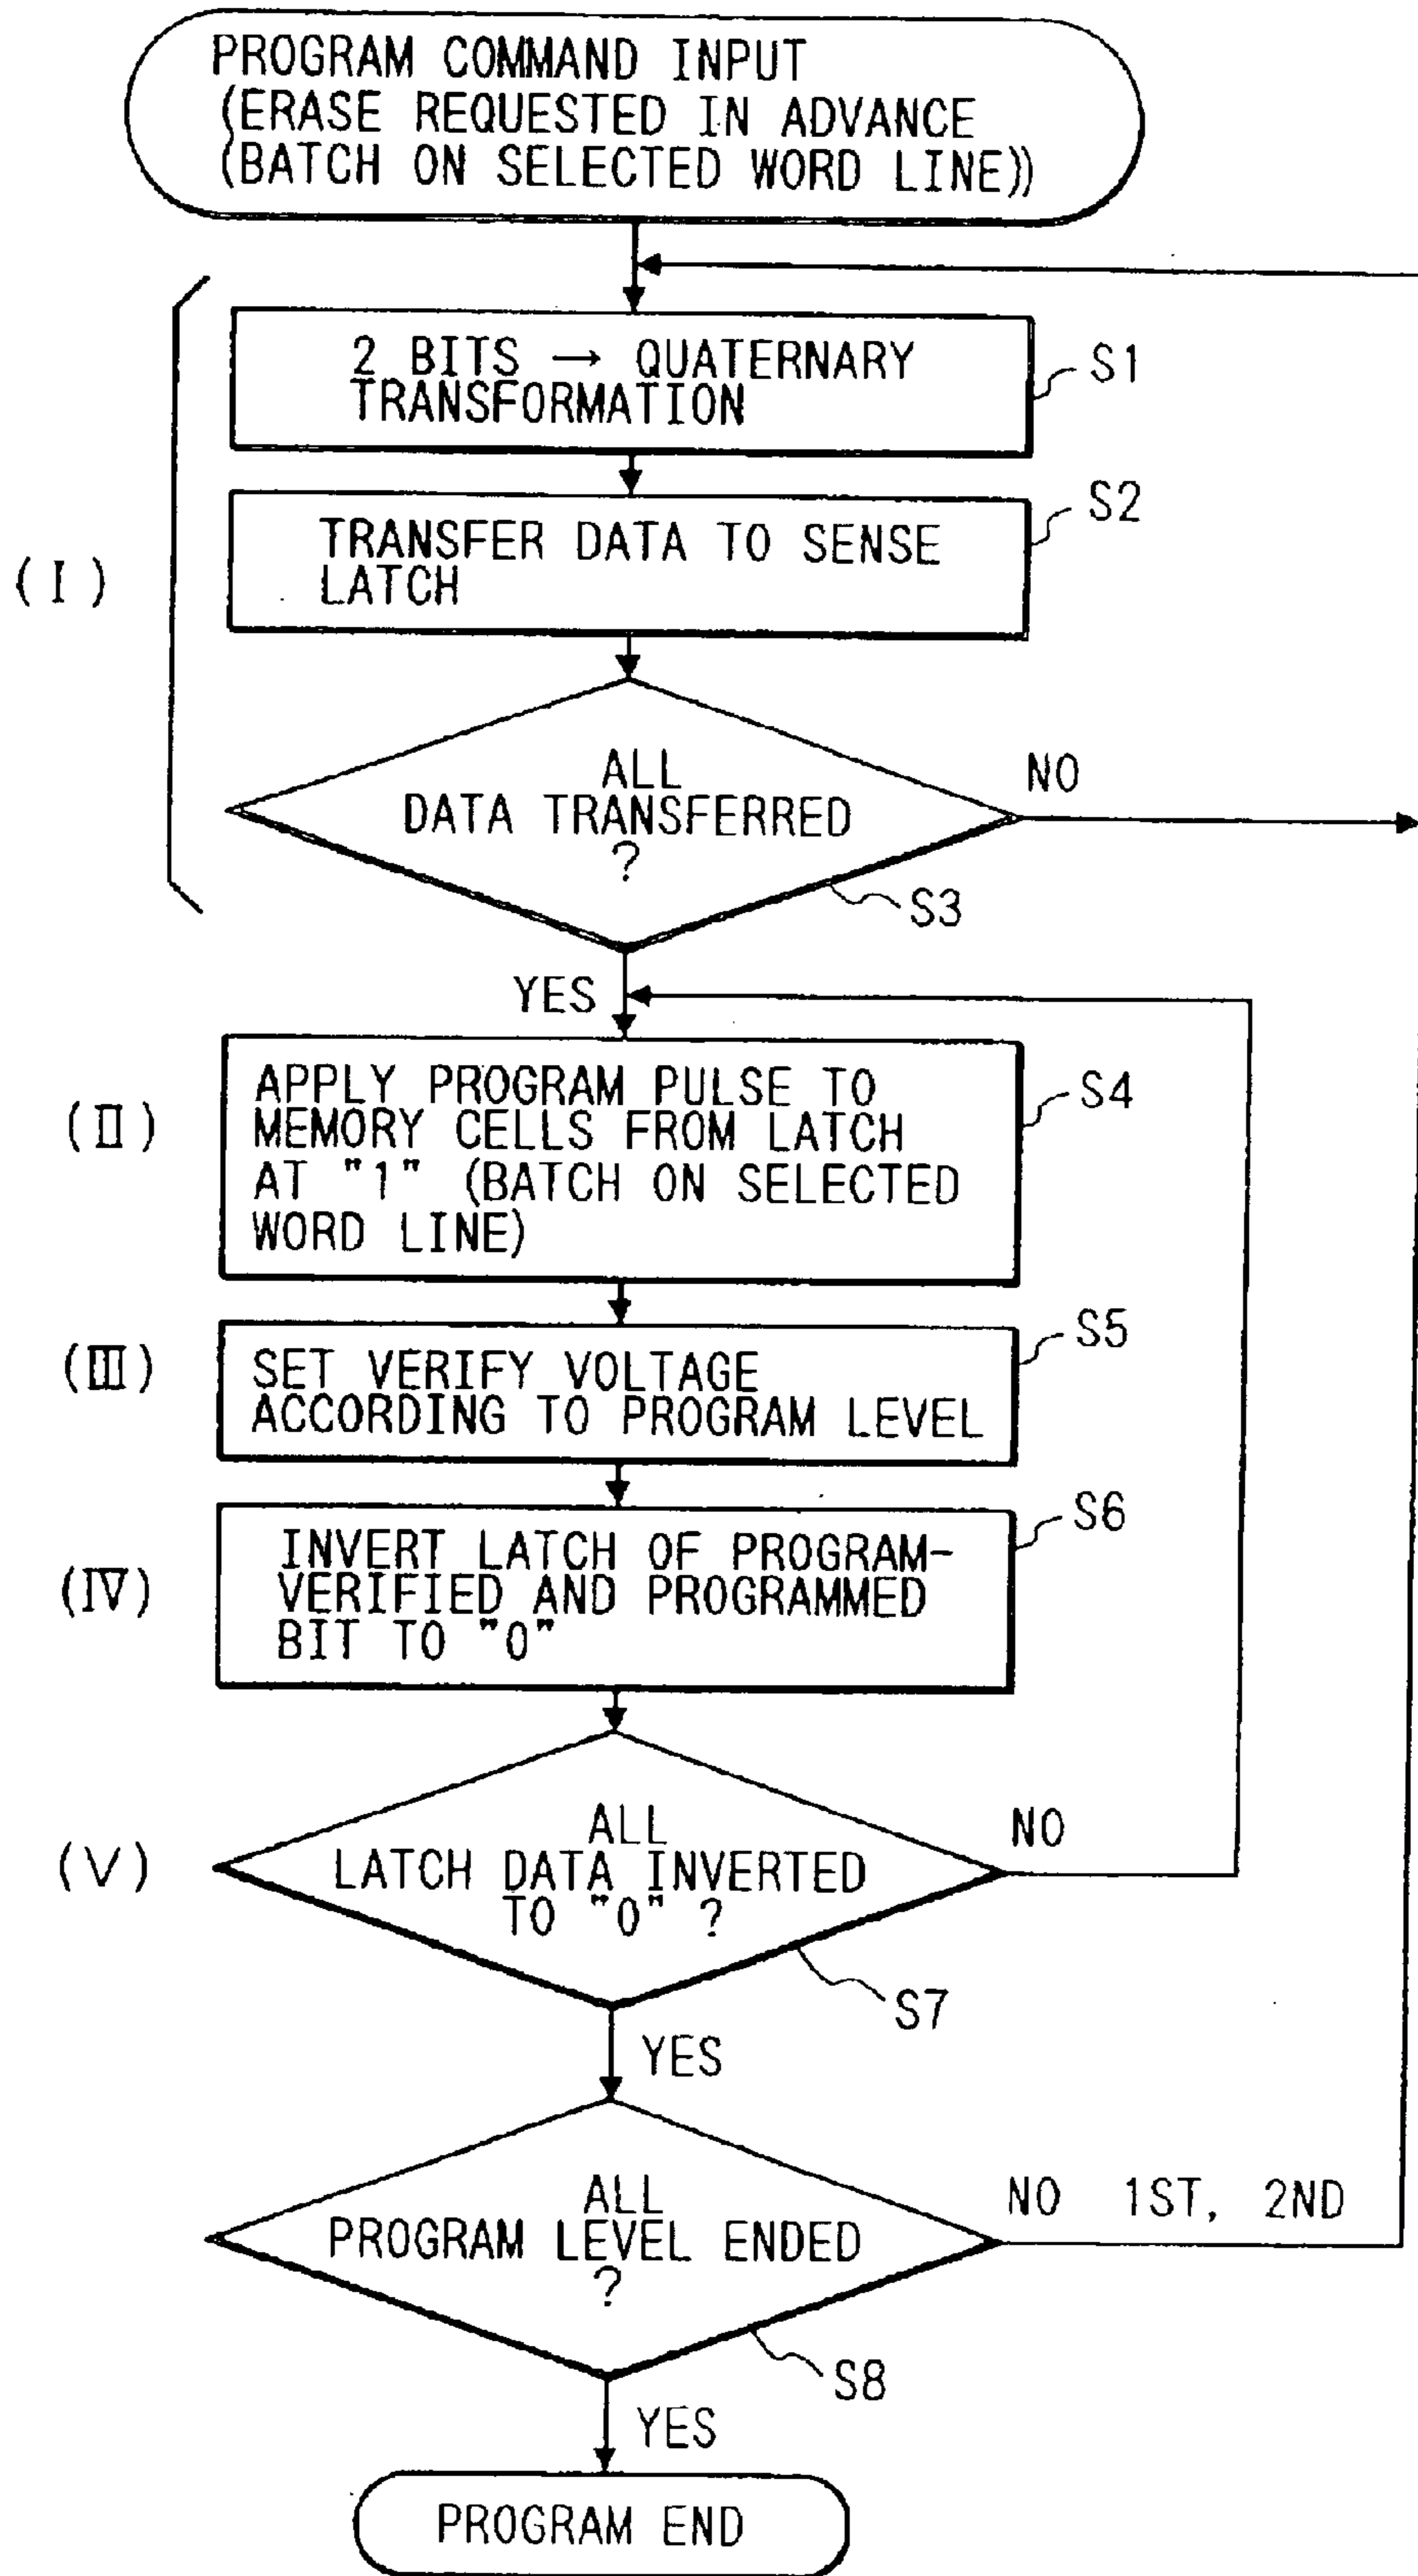 PROGRAM COMMAND INPUT
(ERASE REQUESTED IN ADVANCE
(BATCH ON SELECTED WORD LINE))
2 BITS → QUATERNARY
TRANSFORMATION
S1
TRANSFER DATA TO SENSE
LATCH
S2
(I)
ALL
DATA TRANSFERRED
?
NO
S3
YES
(II)
APPLY PROGRAM PULSE TO
MEMORY CELLS FROM LATCH
AT "1" (BATCH ON SELECTED
WORD LINE)
S4
(III)
SET VERIFY VOLTAGE
ACCORDING TO PROGRAM LEVEL
S5
(IV)
INVERT LATCH OF PROGRAM-
VERIFIED AND PROGRAMMED
BIT TO "0"
S6
(V)
ALL
LATCH DATA INVERTED
TO "0" ?
NO
S7
YES
ALL
PROGRAM LEVEL ENDED
?
NO 1ST, 2ND
S8
YES
PROGRAM END